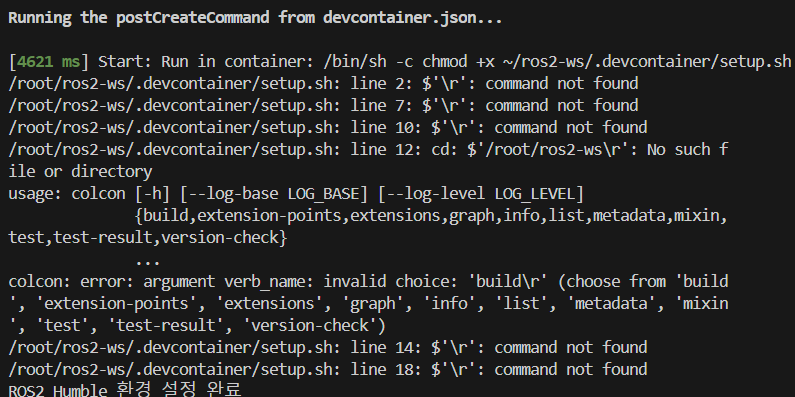 Running the postCreateCommand from devcontainer.json...
[4621 ms] Start: Run in container: /bin/sh -c chmod +x ~/ros2-ws/.devcontainer/setup.sh
/root/ros2-ws/.devcontainer/setup.sh: line 2: $'\r': command not found
/root/ros2-ws/.devcontainer/setup.sh: line 7: $'\r': command not found
/root/ros2-ws/.devcontainer/setup.sh: line 10: $'\r': command not found
/root/ros2-ws/.devcontainer/setup.sh: line 12: cd: $'/root/ros2-ws\r': No such f
ile or directory
usage: colcon [-h] [--log-base LOG_BASE] [--log-level LOG_LEVEL]
{build,extension-points,extensions,graph,info,list,metadata,mixin,
test,test-result,version-check}
...
colcon: error: argument verb_name: invalid choice: 'build\r' (choose from 'build
', 'extension-points', 'extensions', 'graph', 'info', 'list', 'metadata', 'mixin
', 'test', 'test-result', 'version-check')
/root/ros2-ws/.devcontainer/setup.sh: line 14: $'\r': command not found
/root/ros2-ws/.devcontainer/setup.sh: line 18: $'\r': command not found
ROS2 Humble 환경 설정 완료